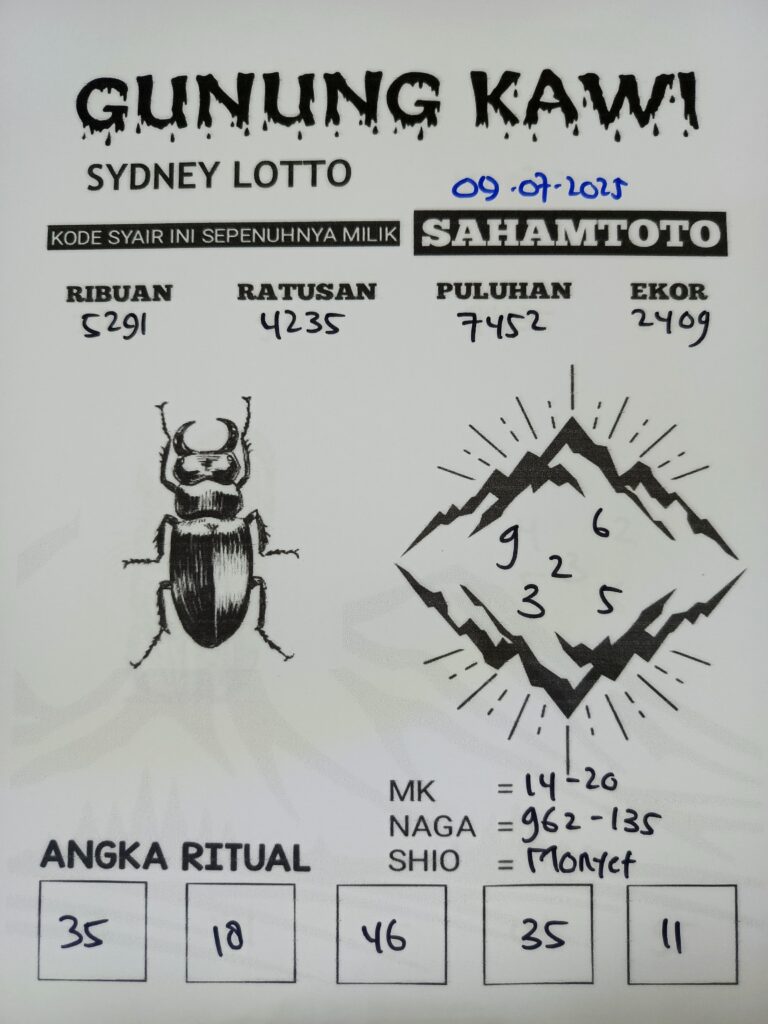 GUNUNG KAWI
SYDNEY LOTTO
09.07.2025
KODE SYAIR INI SEPENUHNYA MILIK SAHAMTOTO
RIBUAN RATUSAN PULUHAN EKOR
5291 4235 7452 2409
9 6
2
3 5
MK = 14-20
NAGA = 962-135
SHIO = Monyet
ANGKA RITUAL
35 18 46 35 11